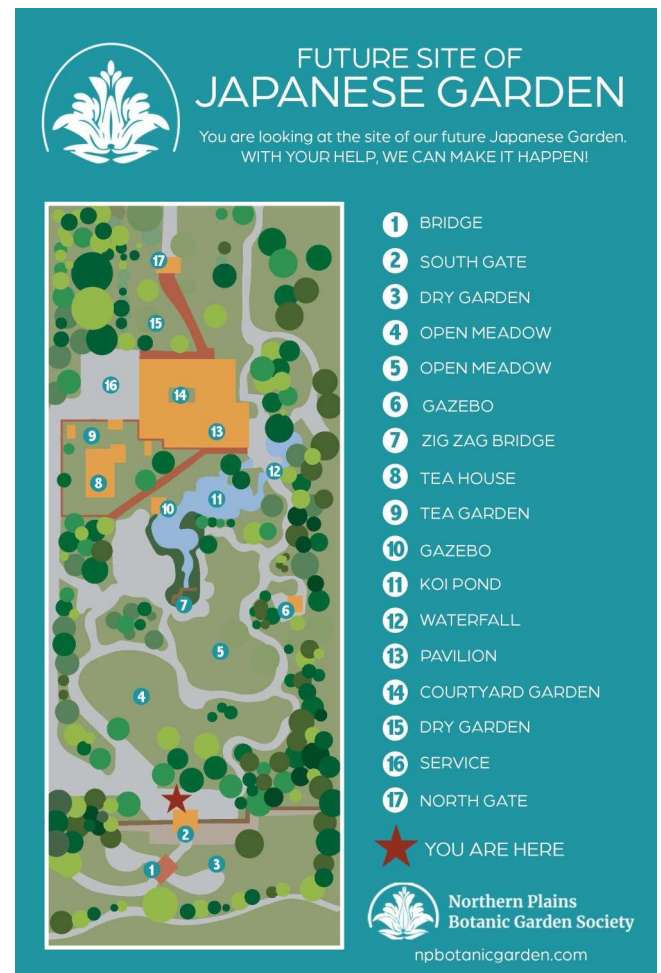 FUTURE SITE OF
JAPANESE GARDEN
You are looking at the site of our future Japanese Garden.
WITH YOUR HELP, WE CAN MAKE IT HAPPEN!
17
15
16
14
13
9
8
12
11
10
7
6
5
4
2
1
3
1 BRIDGE
2 SOUTH GATE
3 DRY GARDEN
4 OPEN MEADOW
5 OPEN MEADOW
6 GAZEBO
7 ZIG ZAG BRIDGE
8 TEA HOUSE
9 TEA GARDEN
10 GAZEBO
11 KOI POND
12 WATERFALL
13 PAVILION
14 COURTYARD GARDEN
15 DRY GARDEN
16 SERVICE
17 NORTH GATE
YOU ARE HERE
Northern Plains
Botanic Garden Society
npbotanicgarden.com